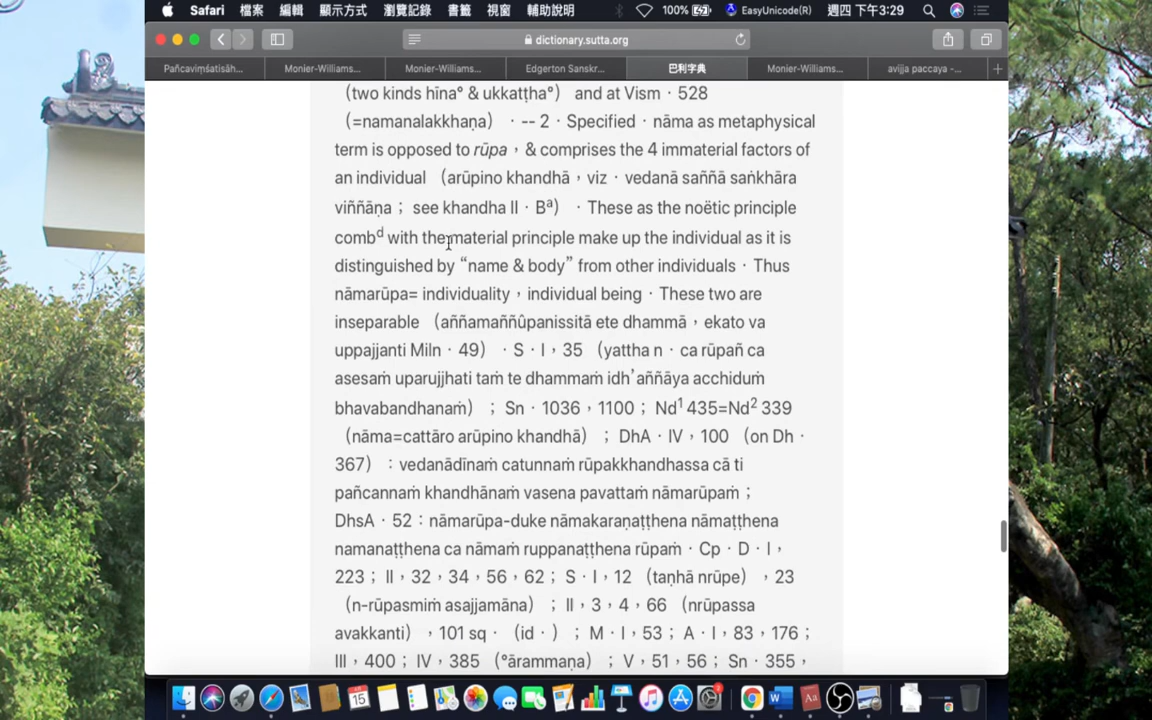 Safari 檔案 編輯 顯示方式 瀏覽記錄 書籤 視窗 輔助說明 100% EasyUnicode(R) 週四 下午3:29
dictionary.sutta.org
Pañcaviṃśatisāh... Monier-Williams... Monier-Williams... Edgerton Sanskr... 巴利字典 Monier-Williams... avijja paccaya -...
(two kinds hīna° & ukkaṭṭha°) and at Vism · 528
(=namanalakkhaṇa) · -- 2 · Specified · nāma as metaphysical
term is opposed to rūpa , & comprises the 4 immaterial factors of
an individual (arūpino khandhā , viz · vedanā saññā saṅkhāra
viññāṇa ; see khandha II · Bᵃ) · These as the noëtic principle
combᵈ with the material principle make up the individual as it is
distinguished by “name & body” from other individuals · Thus
nāmarūpa= individuality , individual being · These two are
inseparable (aññamaññûpanissitā ete dhammā , ekato va
uppajjanti Miln · 49) · S · I , 35 (yattha n · ca rūpañ ca
asesaṁ uparujjhati taṁ te dhammaṁ idh’aññāya acchiduṁ
bhavabandhanaṁ) ; Sn · 1036 , 1100 ; Nd¹ 435=Nd² 339
(nāma=cattāro arūpino khandhā) ; DhA · IV , 100 (on Dh ·
367) : vedanādīnaṁ catunnaṁ rūpakkhandhassa cā ti
pañcannaṁ khandhānaṁ vasena pavattaṁ nāmarūpaṁ ;
DhsA · 52 : nāmarūpa-duke nāmakaraṇaṭṭhena nāmaṭṭhena
namanaṭṭhena ca nāmaṁ ruppanaṭṭhena rūpaṁ · Cp · D · I ,
223 ; II , 32 , 34 , 56 , 62 ; S · I , 12 (taṇhā nrūpe) , 23
(n-rūpasmiṁ asajjamāna) ; II , 3 , 4 , 66 (nrūpassa
avakkanti) , 101 sq · (id · ) ; M · I , 53 ; A · I , 83 , 176 ;
III , 400 ; IV , 385 (°ārammaṇa) ; V , 51 , 56 ; Sn · 355 ,